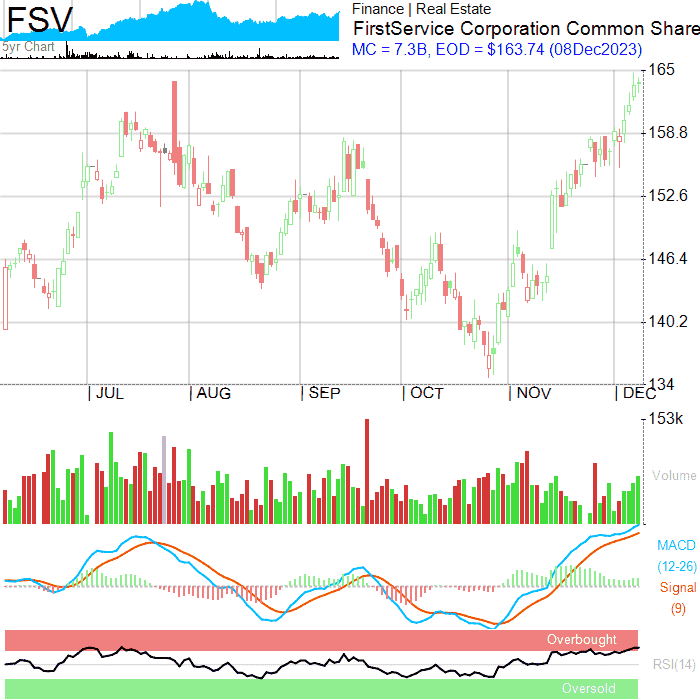 FSV
5yr Chart
Finance | Real Estate
FirstService Corporation Common Share
MC = 7.3B, EOD = $163.74 (08Dec2023)
165
158.8
152.6
146.4
140.2
134
JUL AUG SEP OCT NOV DEC
153k
Volume
MACD
(12-26)
Signal
(9)
Overbought
RSI(14)
Oversold